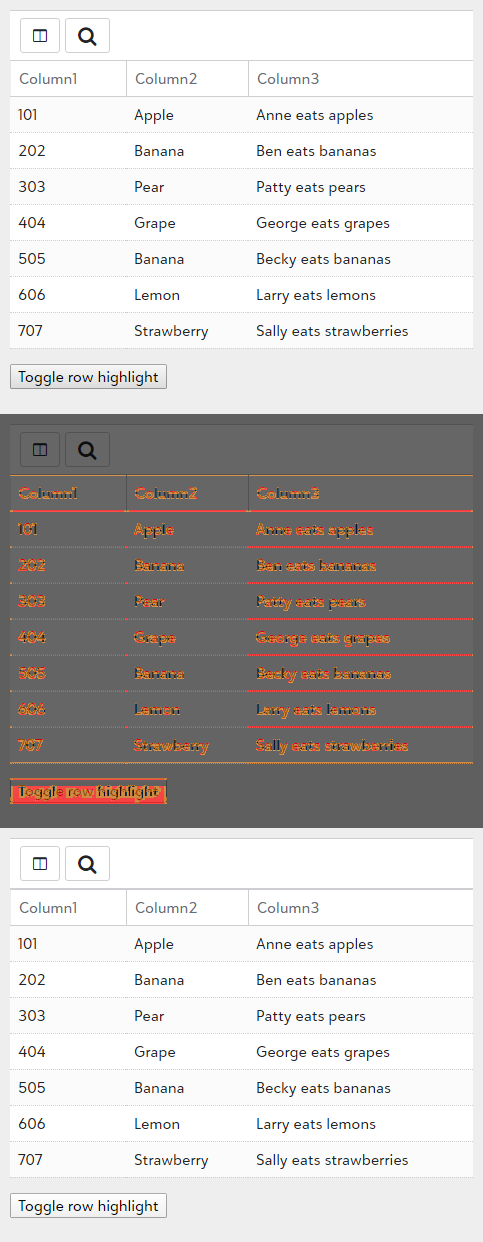 Column1 Column2 Column3
101 Apple Anne eats apples
202 Banana Ben eats bananas
303 Pear Patty eats pears
404 Grape George eats grapes
505 Banana Becky eats bananas
606 Lemon Larry eats lemons
707 Strawberry Sally eats strawberries
Toggle row highlight
Column1 Column2 Column3
101 Apple Anne eats apples
202 Banana Ben eats bananas
303 Pear Patty eats pears
404 Grape George eats grapes
505 Banana Becky eats bananas
606 Lemon Larry eats lemons
707 Strawberry Sally eats strawberries
Toggle row highlight
Column1 Column2 Column3
101 Apple Anne eats apples
202 Banana Ben eats bananas
303 Pear Patty eats pears
404 Grape George eats grapes
505 Banana Becky eats bananas
606 Lemon Larry eats lemons
707 Strawberry Sally eats strawberries
Toggle row highlight